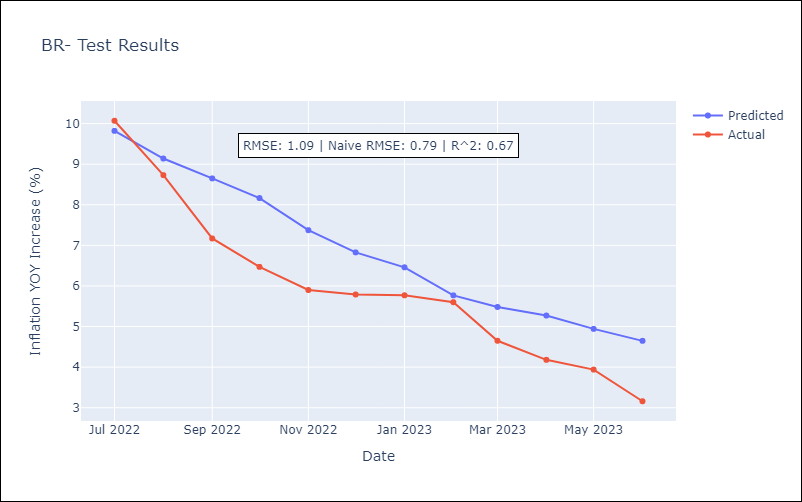 BR- Test Results
Predicted
Actual
RMSE: 1.09 | Naive RMSE: 0.79 | R^2: 0.67
Inflation YOY Increase (%)
10
9
8
7
6
5
4
3
Jul 2022
Sep 2022
Nov 2022
Jan 2023
Mar 2023
May 2023
Date